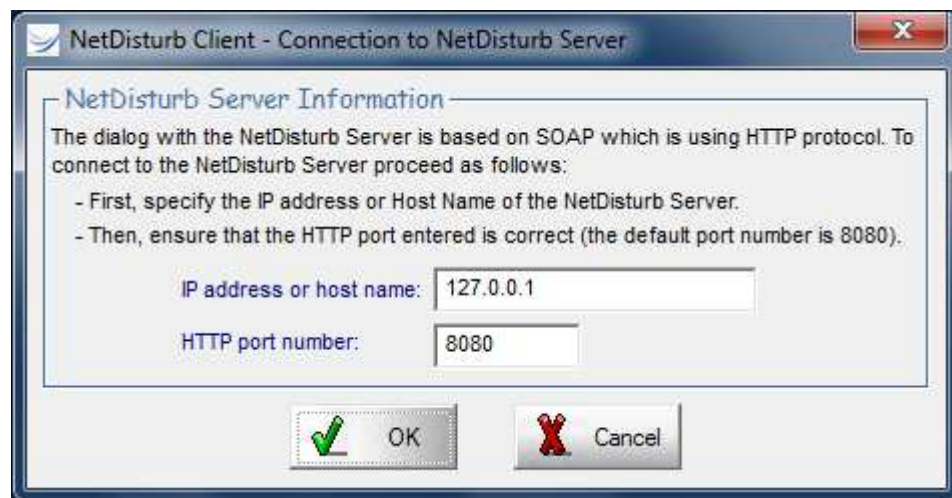 NetDisturb Client - Connection to NetDisturb Server
NetDisturb Server Information
The dialog with the NetDisturb Server is based on SOAP which is using HTTP protocol. To
connect to the NetDisturb Server proceed as follows:
- First, specify the IP address or Host Name of the NetDisturb Server.
- Then, ensure that the HTTP port entered is correct (the default port number is 8080).
IP address or host name: 127.0.0.1
HTTP port number: 8080
OK Cancel